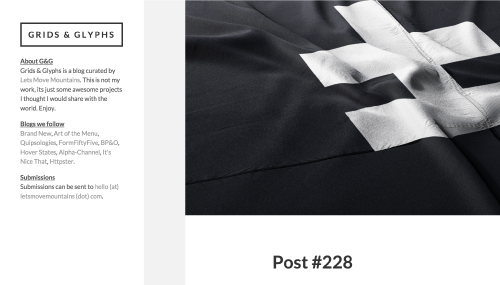 GRIDS & GLYPHS
About G&G
Grids & Glyphs is a blog curated by
Lets Move Mountains. This is not my
work, its just some awesome projects
I thought I would share with the
world. Enjoy.
Blogs we follow
Brand New, Art of the Menu,
Quipsologies, FormFiftyFive, BP&O,
Hover States, Alpha-Channel, It's
Nice That, Httpster.
Submissions
Submissions can be sent to hello (at)
letsmovemountains (dot) com.
Post #228